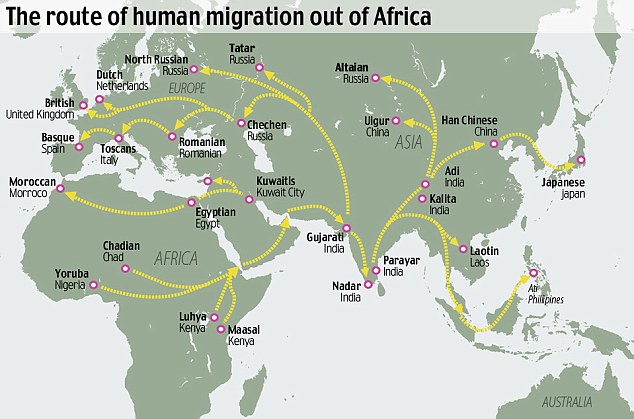 The route of human migration out of Africa
North Russian
Russia
Tatar
Russia
Dutch
Netherlands
EUROPE
British
United Kingdom
Altaian
Russia
Basque
Spain
Toscans
Italy
Romanian
Romanian
Chechen
Russia
Uigur
China
ASIA
Han Chinese
China
Japanese
japan
Adi
India
Kalita
India
Moroccan
Morroco
Kuwaitis
Kuwait City
Egyptian
Egypt
Gujarati
India
Chadian
Chad
AFRICA
Parayar
India
Laotin
Laos
Yoruba
Nigeria
Nadar
India
Ati
Luhya
Kenya
Maasal
Kenya
AUSTRALIA